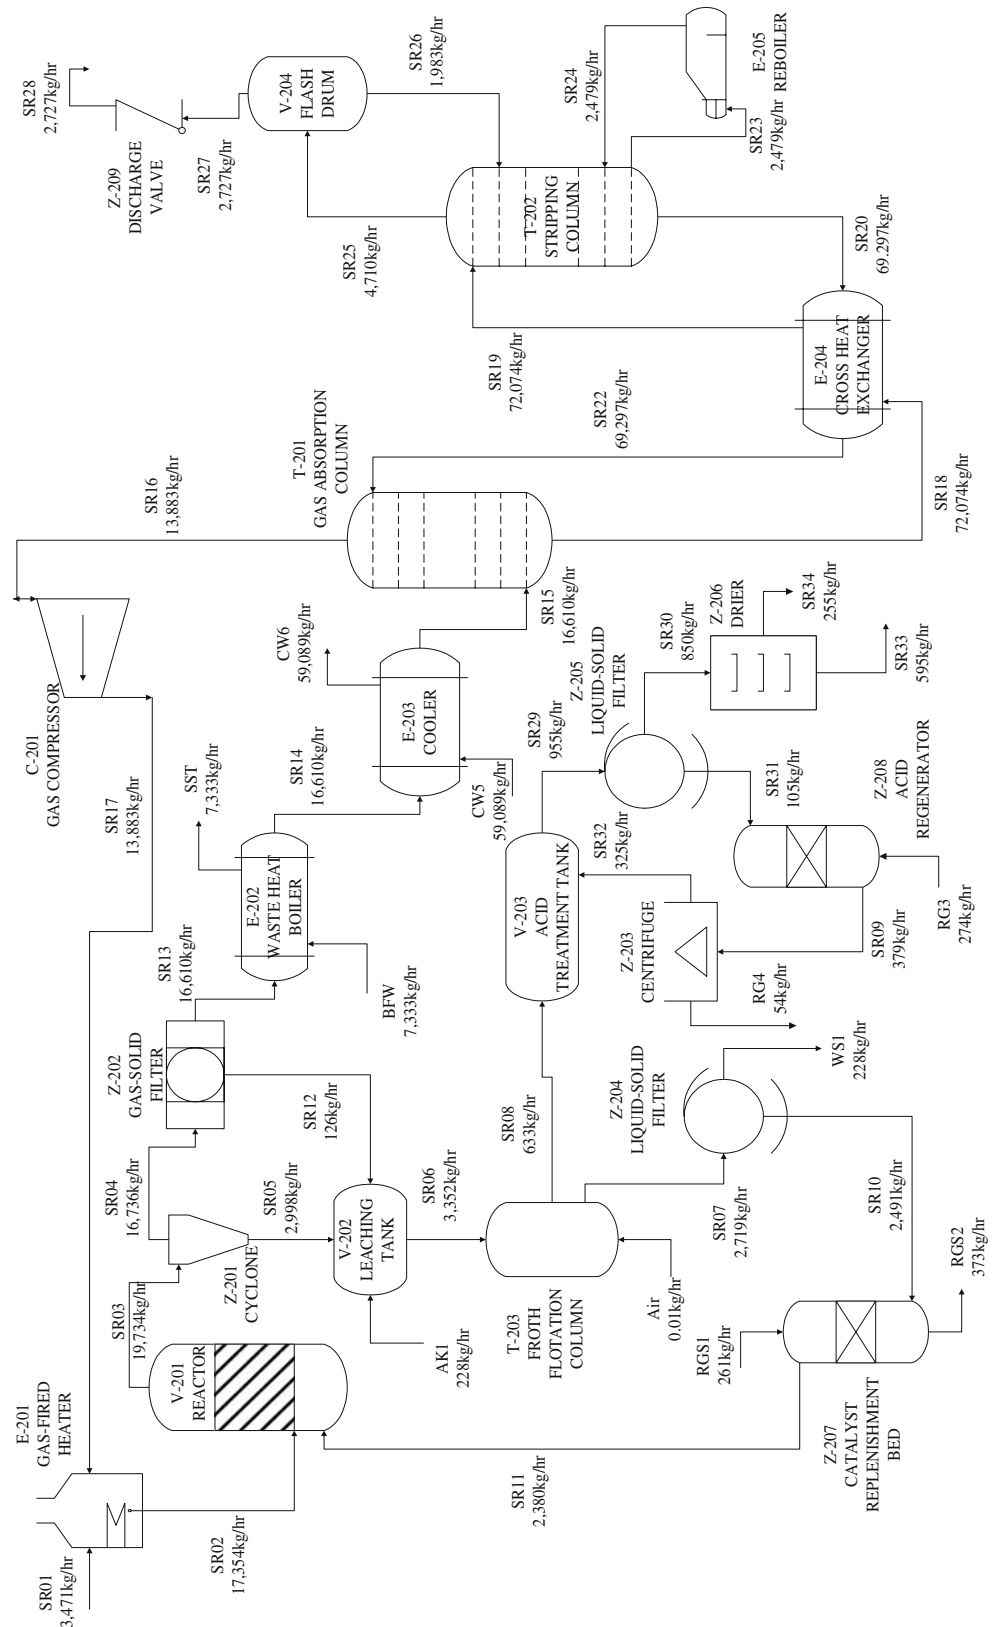 SR28
2,727kg/hr
Z-209
DISCHARGE
VALVE
SR27
2,727kg/hr
V-204
FLASH
DRUM
SR26
1,983kg/hr
SR25
4,710kg/hr
T-202
STRIPPING
COLUMN
SR24
2,479kg/hr
E-205
REBOILER
SR23
2,479kg/hr
SR20
69.297kg/hr
E-204
CROSS HEAT
EXCHANGER
SR19
72,074kg/hr
SR22
69,297kg/hr
SR18
72,074kg/hr
T-201
GAS ABSORPTION
COLUMN
SR16
13,883kg/hr
C-201
GAS COMPRESSOR
SR17
13,883kg/hr
SR15
16,610kg/hr
CW6
59,089kg/hr
E-203
COOLER
CW5
59,089kg/hr
SR14
16,610kg/hr
SST
7,333kg/hr
E-202
WASTE HEAT
BOILER
BFW
7,333kg/hr
SR13
16,610kg/hr
Z-202
GAS-SOLID
FILTER
SR12
126kg/hr
SR04
16,736kg/hr
SR05
2,998kg/hr
Z-201
CYCLONE
SR03
19,734kg/hr
V-202
LEACHING
TANK
AK1
228kg/hr
SR06
3,352kg/hr
V-201
REACTOR
E-201
GAS-FIRED
HEATER
SR01
3,471kg/hr
SR02
17,354kg/hr
SR11
2,380kg/hr
T-203
FROTH
FLOTATION
COLUMN
Air
0.01kg/hr
SR07
2,719kg/hr
SR08
633kg/hr
Z-204
LIQUID-SOLID
FILTER
WS1
228kg/hr
SR10
2,491kg/hr
RGS1
261kg/hr
RGS2
373kg/hr
Z-207
CATALYST
REPLENISHMENT
BED
V-203
ACID
TREATMENT TANK
SR29
955kg/hr
SR32
325kg/hr
Z-203
CENTRIFUGE
RG4
54kg/hr
SR09
379kg/hr
RG3
274kg/hr
Z-208
ACID
REGENERATOR
SR31
105kg/hr
Z-205
LIQUID-SOLID
FILTER
SR30
850kg/hr
Z-206
DRIER
SR34
255kg/hr
SR33
595kg/hr